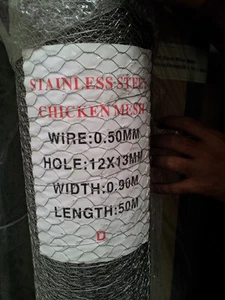 STAINLESS STEEL
CHICKEN MESH
WIRE:0.50MM
HOLE:12X13MM
WIDTH:0.90M
LENGTH:50M
D